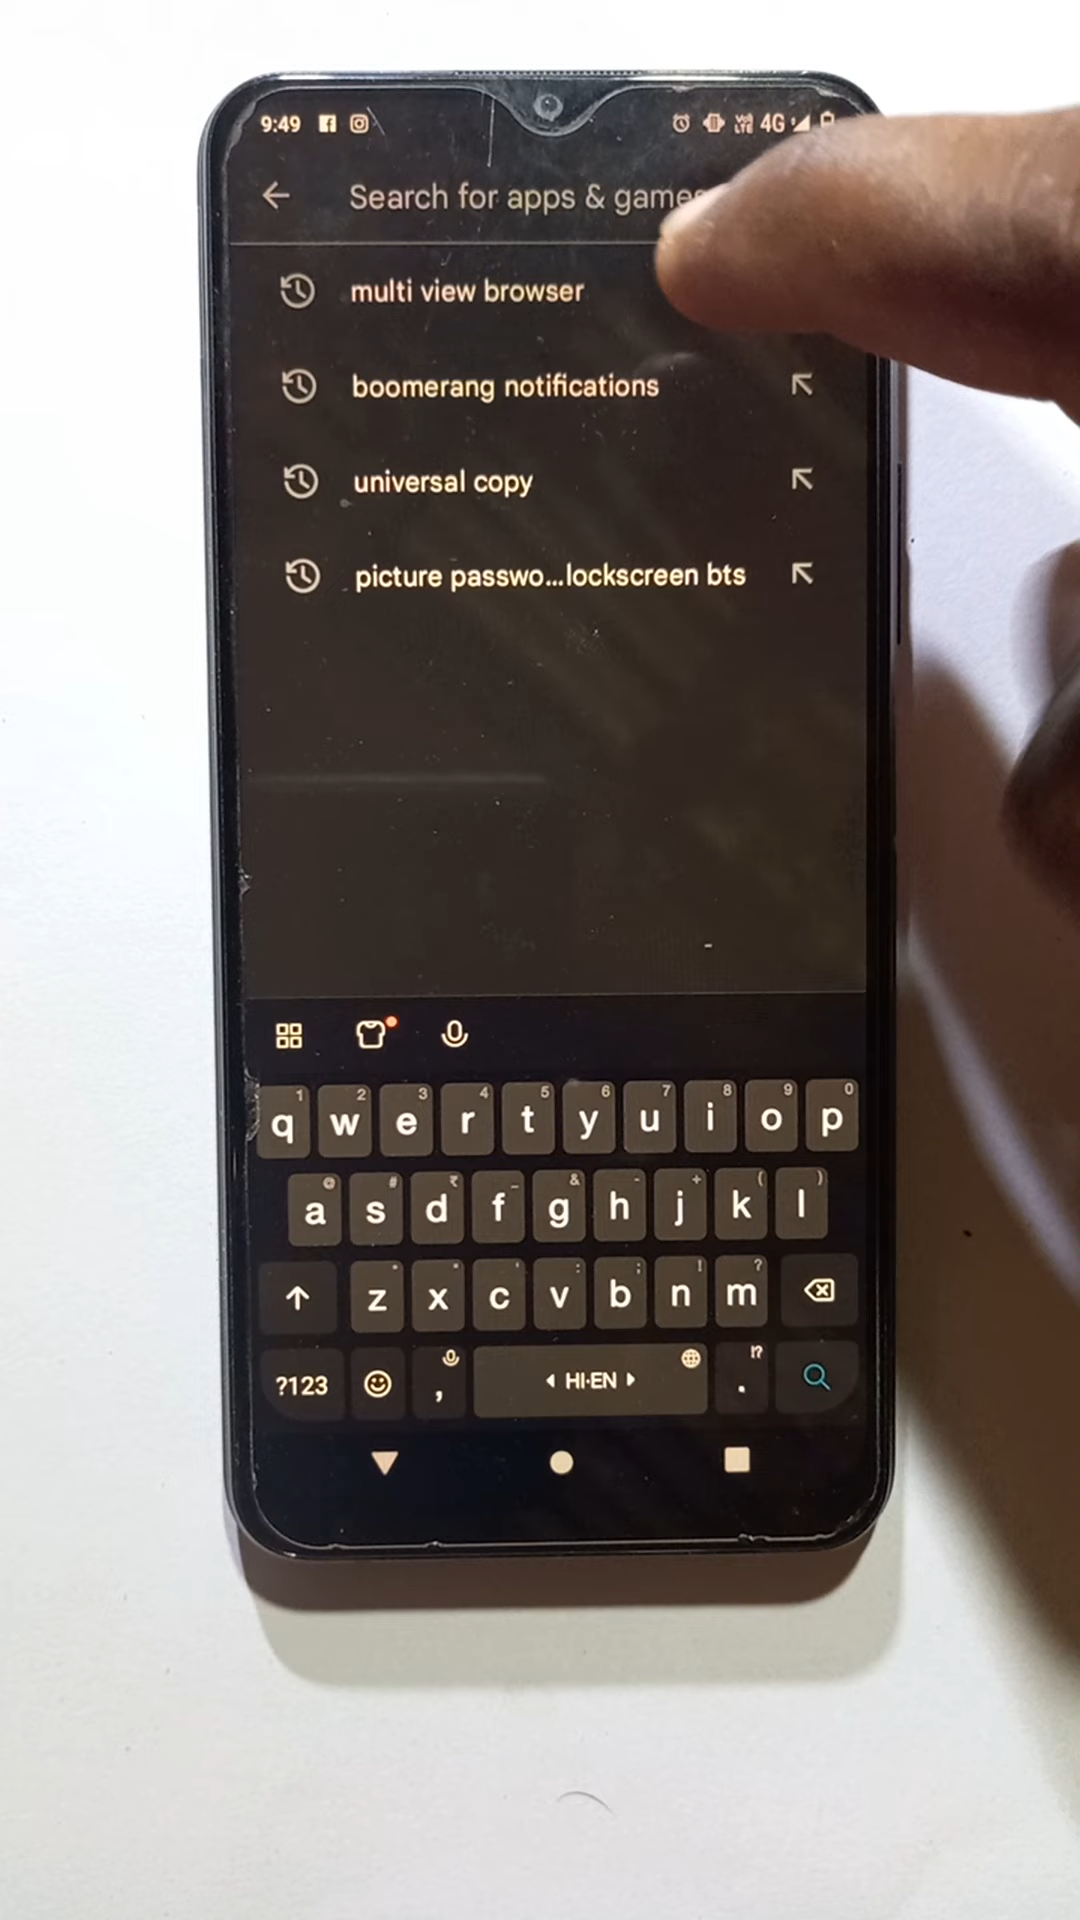 9:49 4G
Search for apps & games
multi view browser
boomerang notifications
universal copy
picture passwo...lockscreen bts
1 2 3 4 5 6 7 8 9 0
q w e r t y u i o p
@ # ₹ _ & - + ( )
a s d f g h j k l
z x c v b n m
!?
?123 , HI·EN .